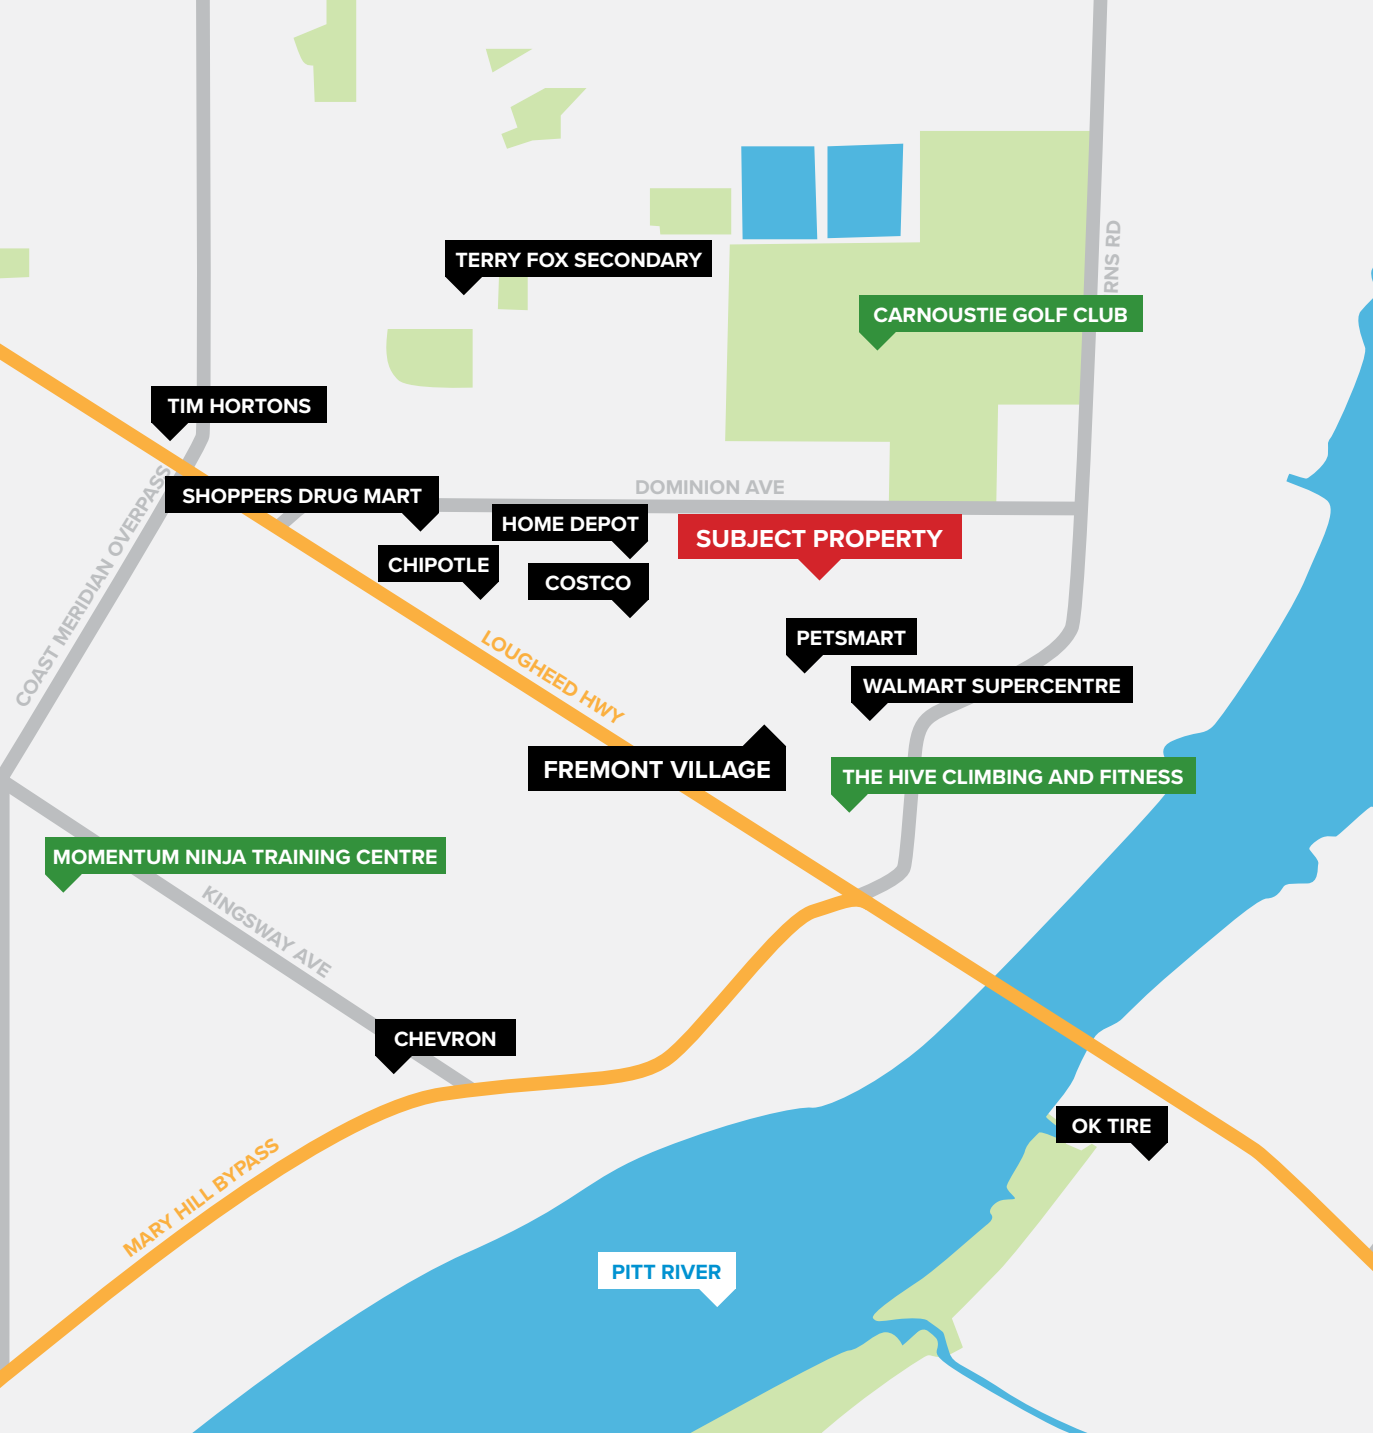 TERRY FOX SECONDARY
RNS RD
CARNOUSTIE GOLF CLUB
TIM HORTONS
COAST MERIDIAN OVERPASS
SHOPPERS DRUG MART
DOMINION AVE
HOME DEPOT
SUBJECT PROPERTY
CHIPOTLE
COSTCO
LOUGHEED HWY
PETSMART
WALMART SUPERCENTRE
FREMONT VILLAGE
THE HIVE CLIMBING AND FITNESS
MOMENTUM NINJA TRAINING CENTRE
KINGSWAY AVE
CHEVRON
OK TIRE
MARY HILL BYPASS
PITT RIVER